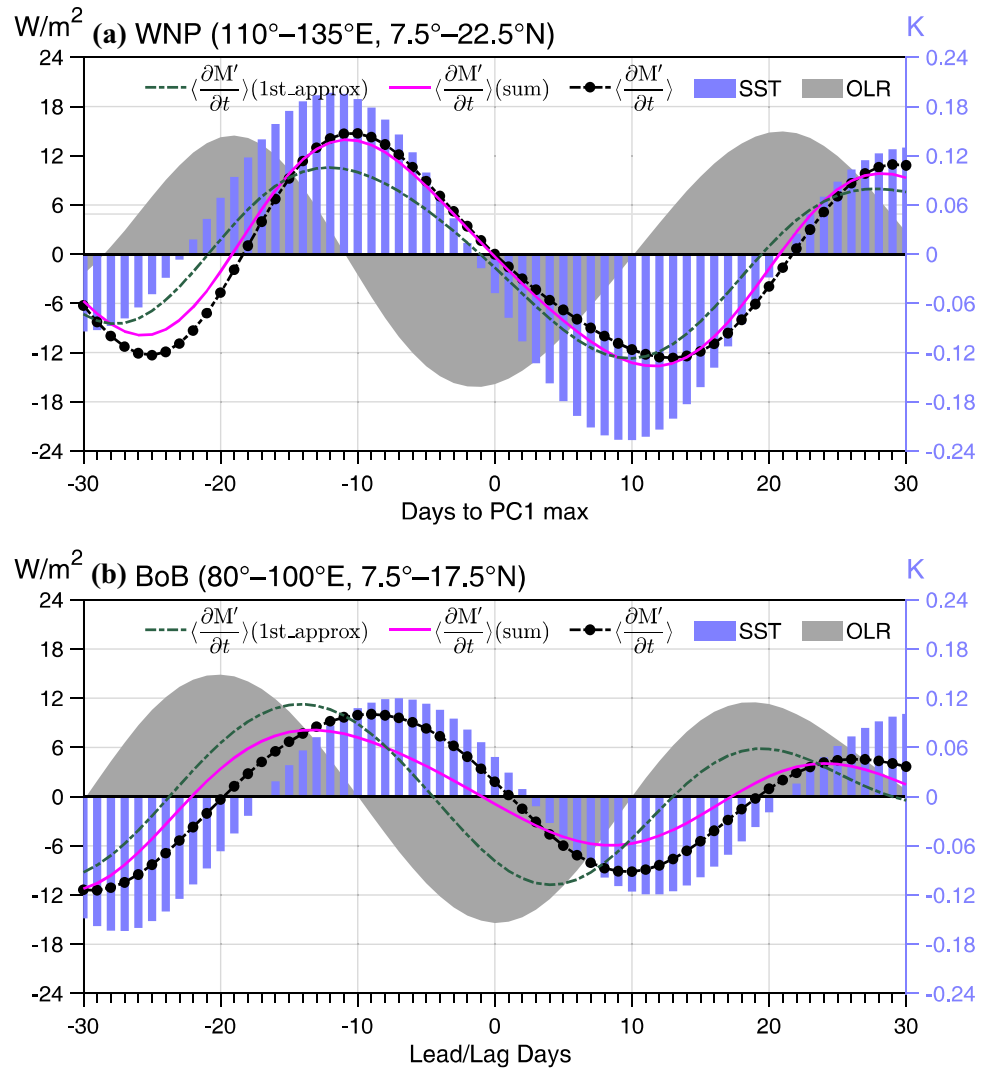 W/m² (a) WNP (110°–135°E, 7.5°–22.5°N) K
⟨∂M′/∂t⟩(1st_approx) ⟨∂M′/∂t⟩(sum) ⟨∂M′/∂t⟩ SST OLR
24 0.24
18 0.18
12 0.12
6 0.06
0 0
-6 -0.06
-12 -0.12
-18 -0.18
-24 -0.24
-30 -20 -10 0 10 20 30
Days to PC1 max
W/m² (b) BoB (80°–100°E, 7.5°–17.5°N) K
⟨∂M′/∂t⟩(1st_approx) ⟨∂M′/∂t⟩(sum) ⟨∂M′/∂t⟩ SST OLR
24 0.24
18 0.18
12 0.12
6 0.06
0 0
-6 -0.06
-12 -0.12
-18 -0.18
-24 -0.24
-30 -20 -10 0 10 20 30
Lead/Lag Days